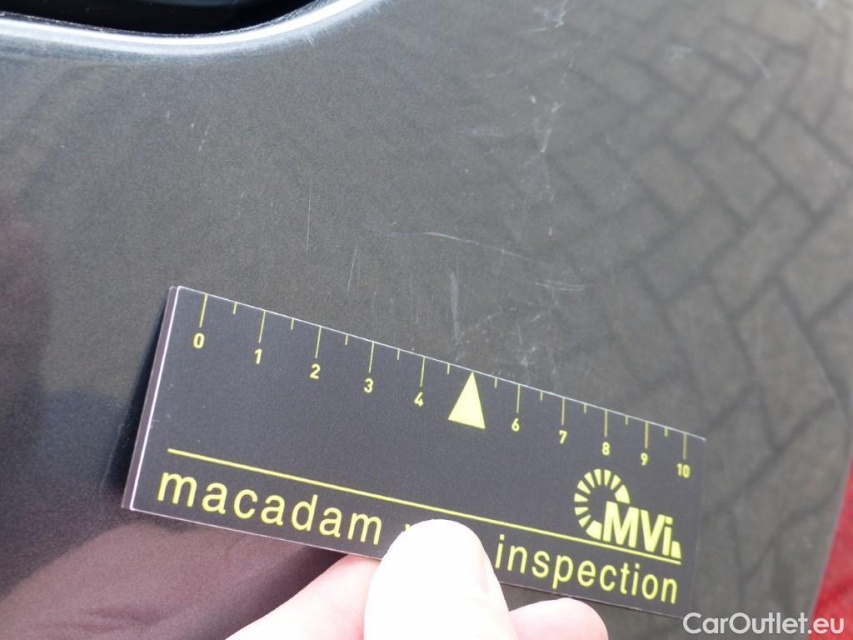 0 1 2 3 4 6 7 8 9 10
MVi
macadam inspection
CarOutlet.eu